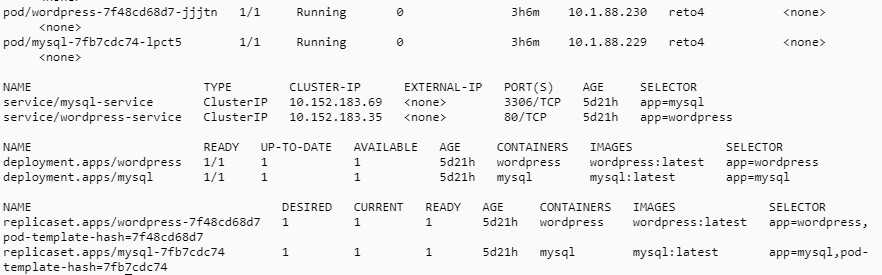 pod/wordpress-7f48cd68d7-jjjtn   1/1     Running      0              3h6m    10.1.88.230   reto4          <none>
     <none>
pod/mysql-7fb7cdc74-lpct5        1/1     Running      0              3h6m    10.1.88.229   reto4          <none>
     <none>
NAME                        TYPE        CLUSTER-IP      EXTERNAL-IP   PORT(S)    AGE     SELECTOR
service/mysql-service       ClusterIP   10.152.183.69   <none>        3306/TCP   5d21h   app=mysql
service/wordpress-service   ClusterIP   10.152.183.35   <none>        80/TCP     5d21h   app=wordpress
NAME                        READY   UP-TO-DATE   AVAILABLE   AGE     CONTAINERS   IMAGES             SELECTOR
deployment.apps/wordpress   1/1     1            1           5d21h   wordpress    wordpress:latest   app=wordpress
deployment.apps/mysql       1/1     1            1           5d21h   mysql        mysql:latest       app=mysql
NAME                                   DESIRED   CURRENT   READY   AGE     CONTAINERS   IMAGES             SELECTOR
replicaset.apps/wordpress-7f48cd68d7   1         1         1       5d21h   wordpress    wordpress:latest   app=wordpress,
pod-template-hash=7f48cd68d7
replicaset.apps/mysql-7fb7cdc74        1         1         1       5d21h   mysql        mysql:latest       app=mysql,pod-
template-hash=7fb7cdc74